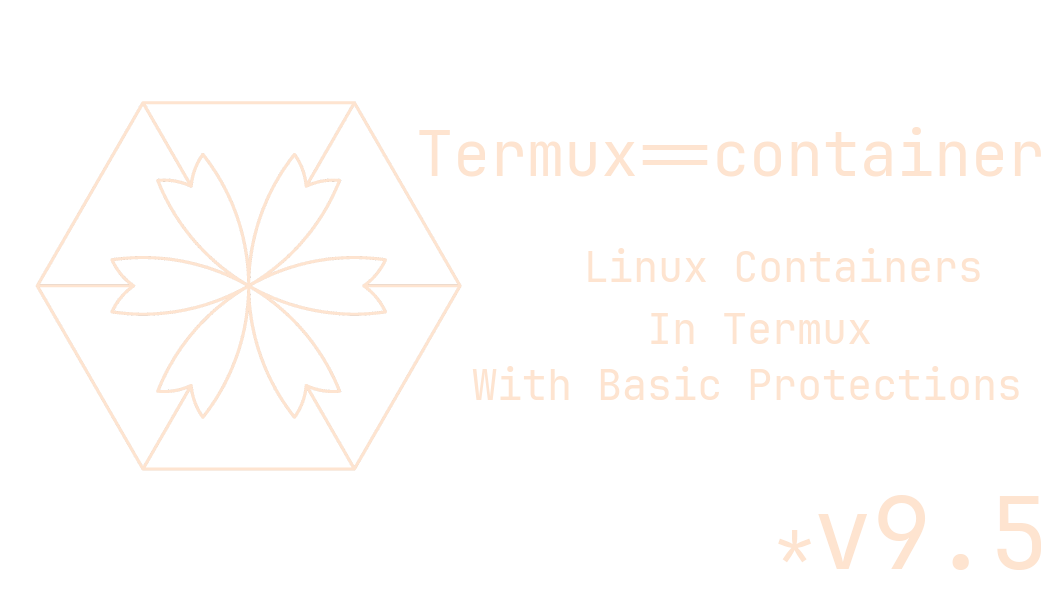 Termux==container
Linux Containers
In Termux
With Basic Protections
*v9.5